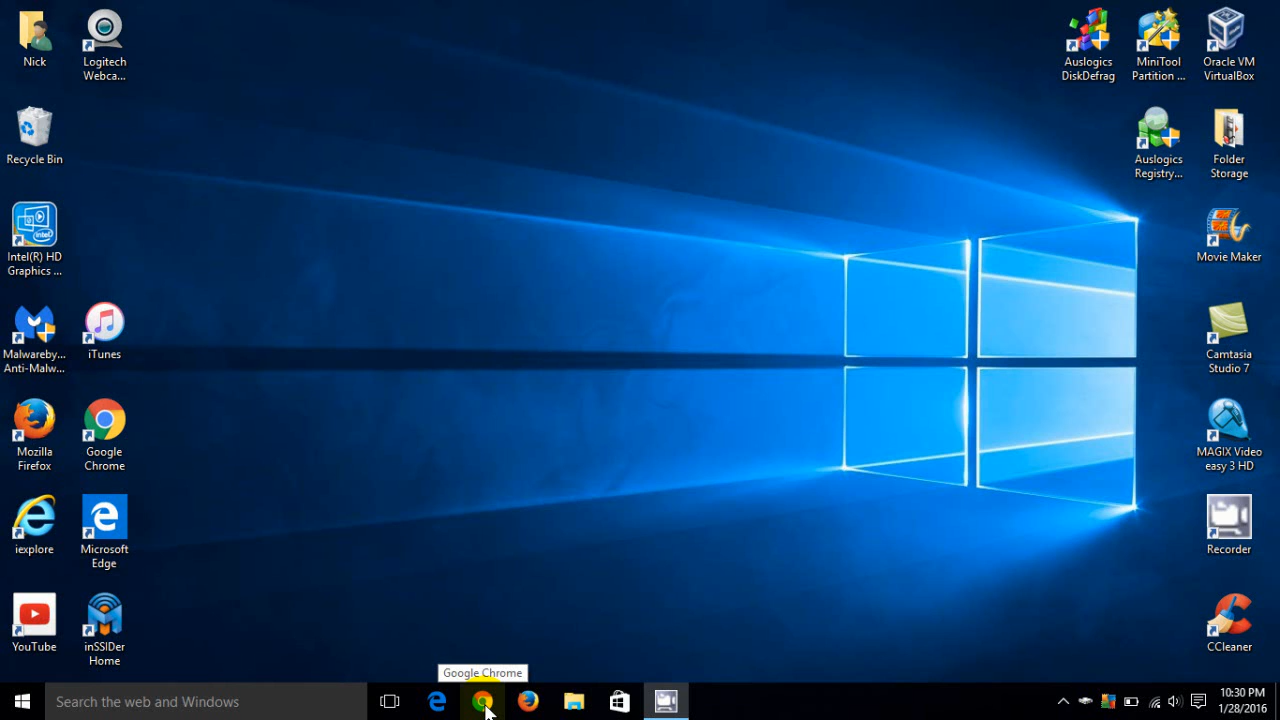 Nick
Logitech
Webca...
Auslogics
DiskDefrag
MiniTool
Partition ...
Oracle VM
VirtualBox
Recycle Bin
Auslogics
Registry...
Folder
Storage
Intel(R) HD
Graphics ...
Movie Maker
Malwareby...
Anti-Malw...
iTunes
Camtasia
Studio 7
Mozilla
Firefox
Google
Chrome
MAGIX Video
easy 3 HD
iexplore
Microsoft
Edge
Recorder
YouTube
inSSIDer
Home
CCleaner
Google Chrome
Search the web and Windows
10:30 PM
1/28/2016